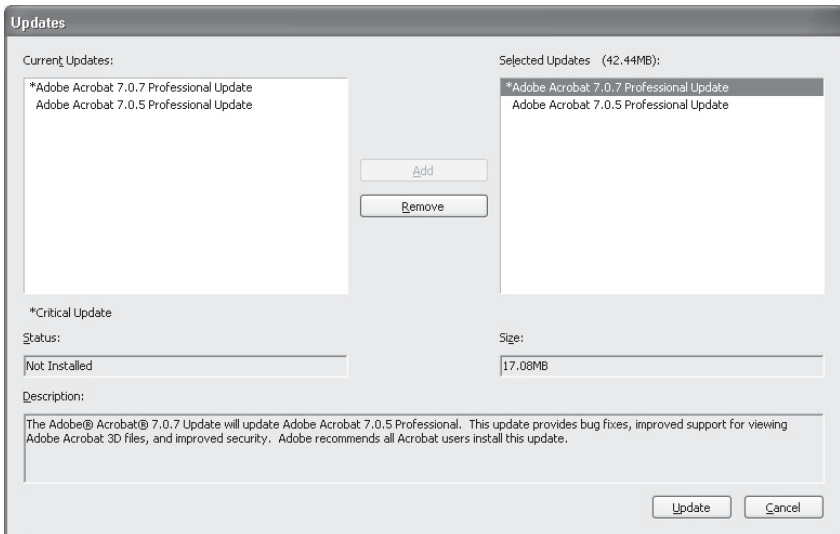 Updates
Current Updates:
*Adobe Acrobat 7.0.7 Professional Update
Adobe Acrobat 7.0.5 Professional Update
Add
Remove
Selected Updates (42.44MB):
*Adobe Acrobat 7.0.7 Professional Update
Adobe Acrobat 7.0.5 Professional Update
*Critical Update
Status:
Not Installed
Size:
17.08MB
Description:
The Adobe® Acrobat® 7.0.7 Update will update Adobe Acrobat 7.0.5 Professional. This update provides bug fixes, improved support for viewing
Adobe Acrobat 3D files, and improved security. Adobe recommends all Acrobat users install this update.
Update
Cancel